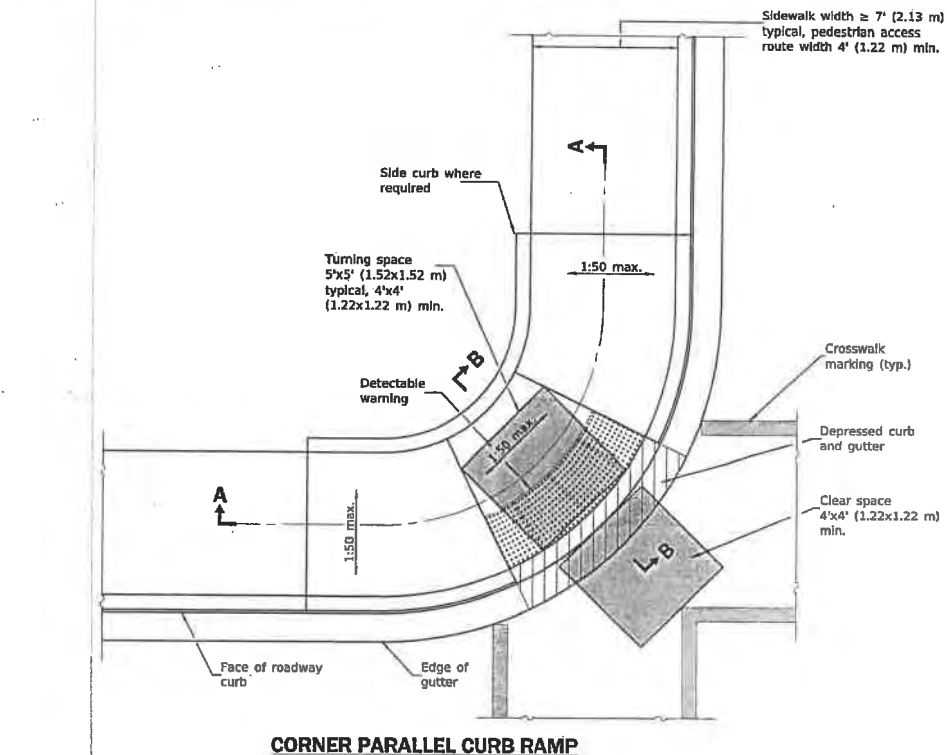 Sidewalk width ≥ 7' (2.13 m)
typical, pedestrian access
route width 4' (1.22 m) min.
A
Side curb where
required
Turning space
5'x5' (1.52x1.52 m)
typical, 4'x4'
(1.22x1.22 m) min.
1:50 max.
B
Detectable
warning
Crosswalk
marking (typ.)
1:50 max.
Depressed curb
and gutter
A
1:50 max.
Clear space
4'x4' (1.22x1.22 m)
min.
B
Face of roadway
curb
Edge of
gutter
CORNER PARALLEL CURB RAMP